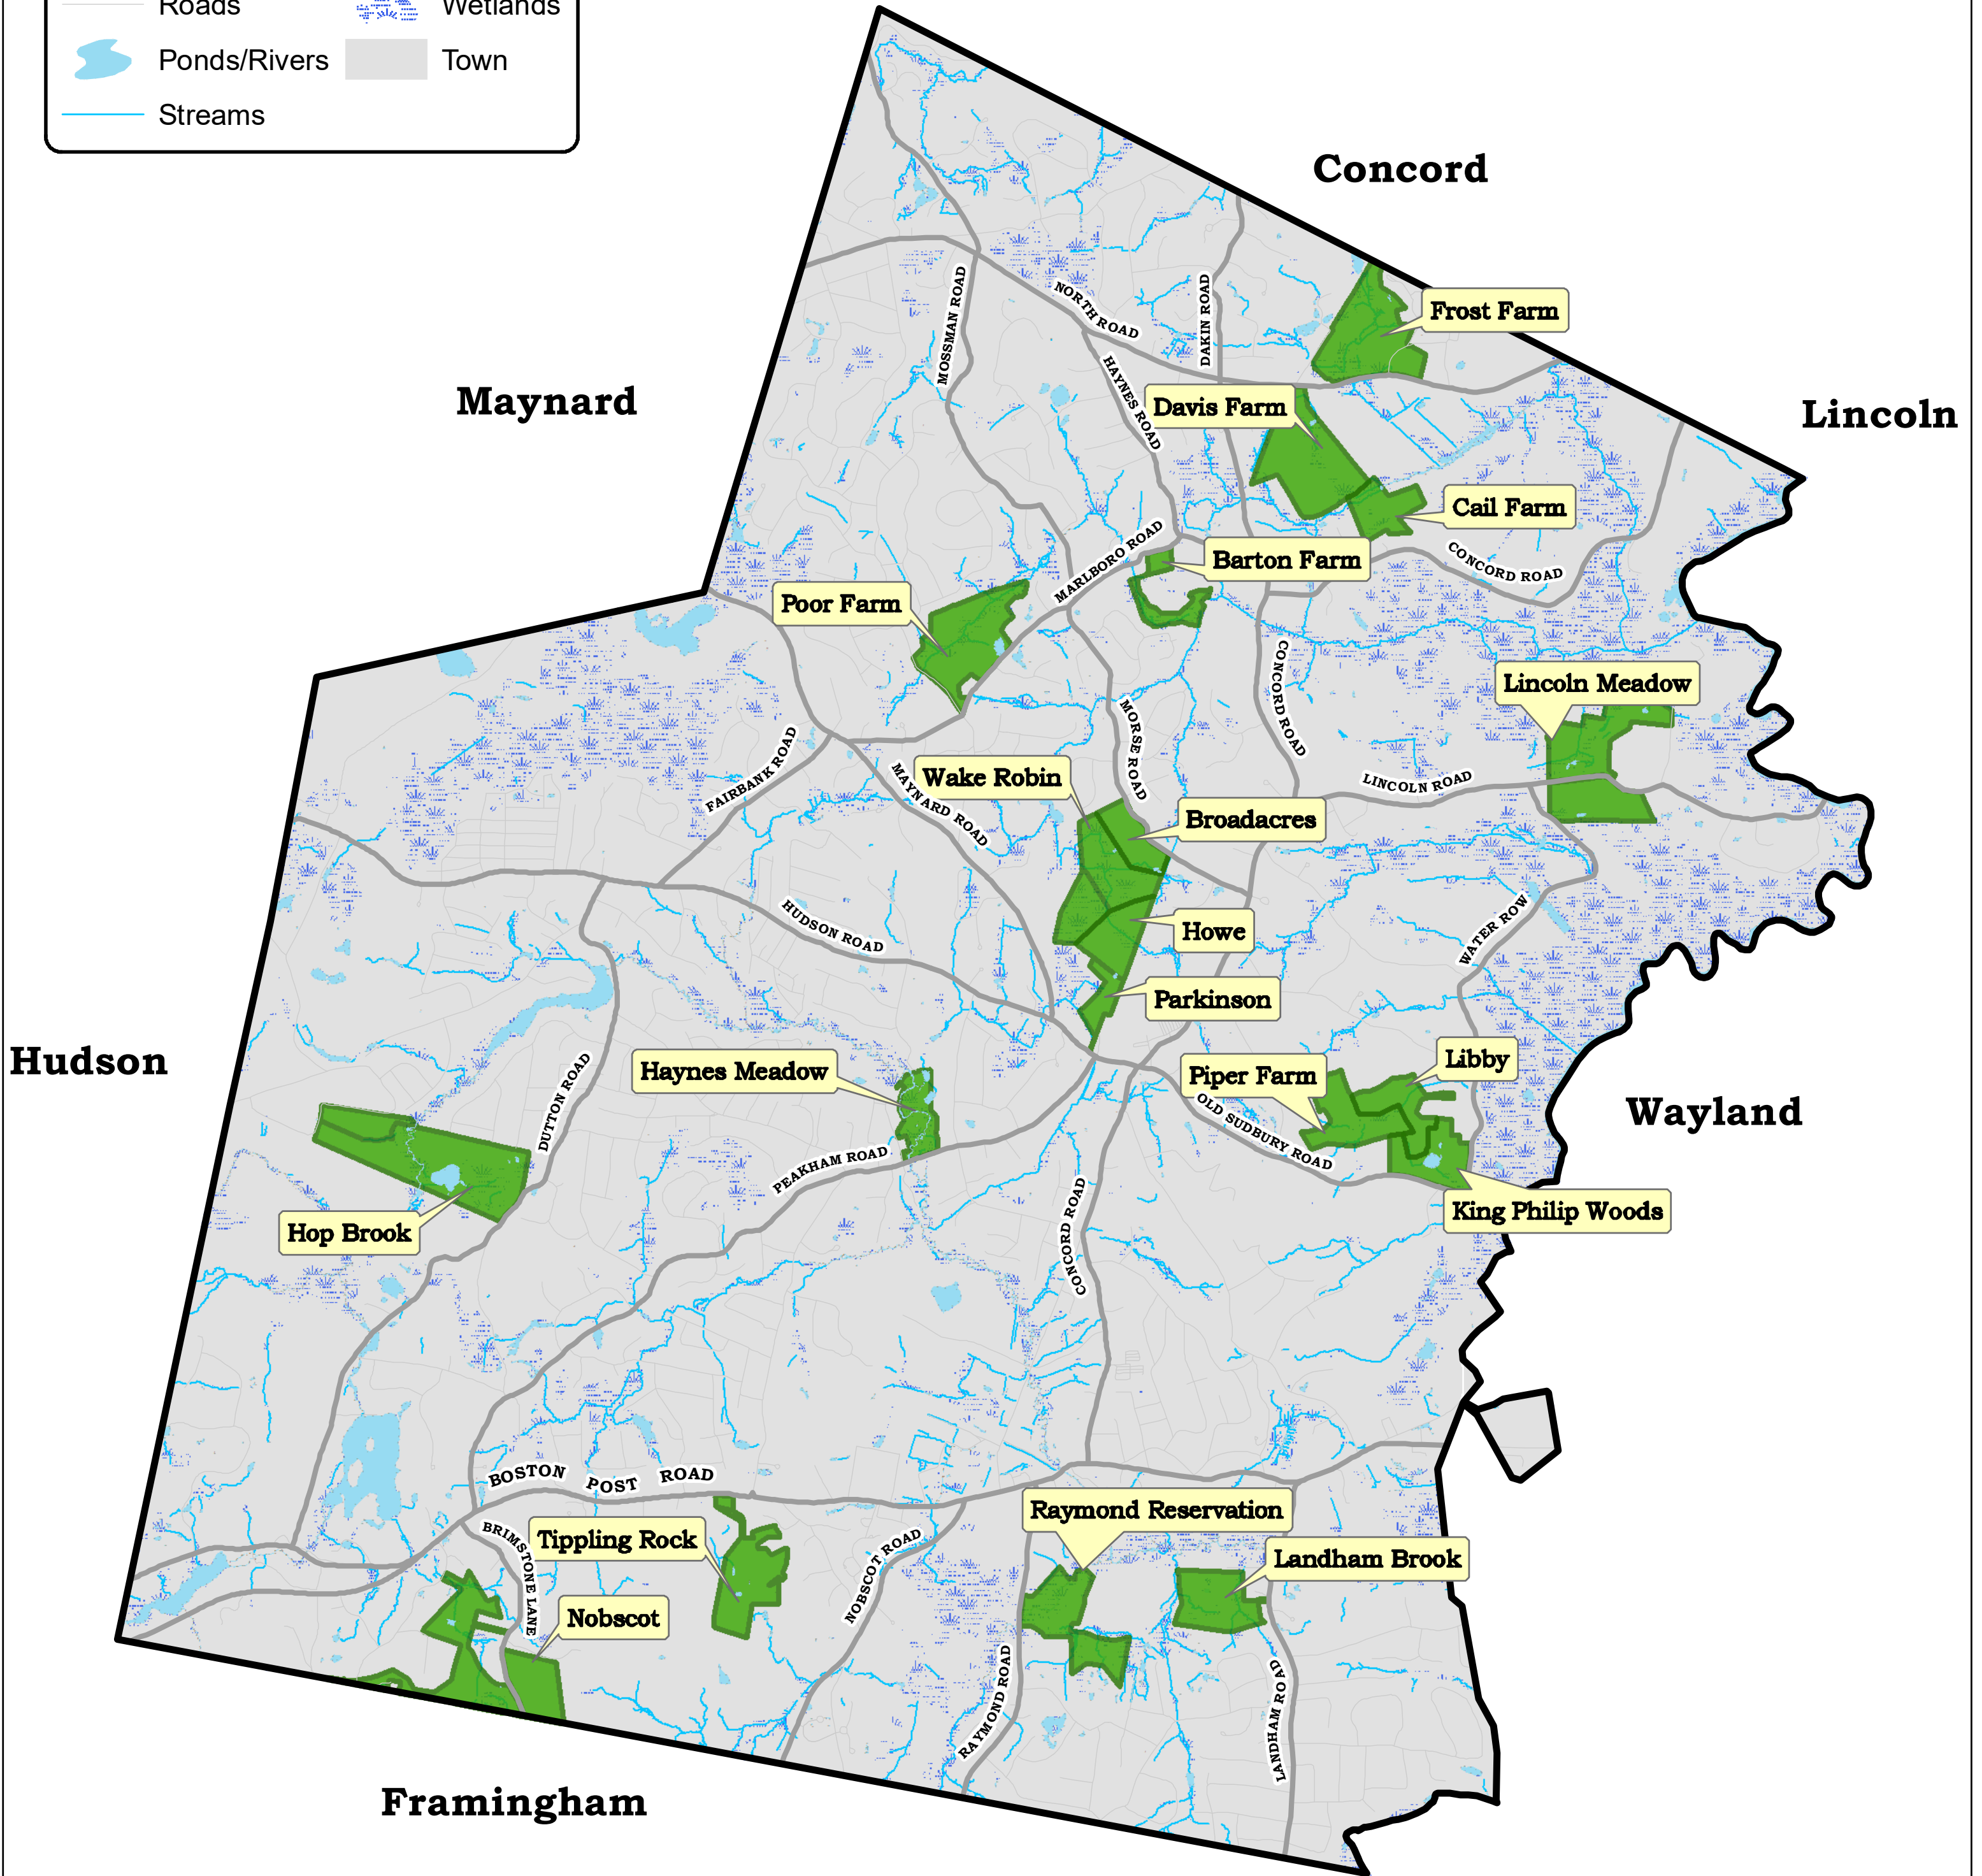 Roads
Wetlands
Ponds/Rivers
Town
Streams
Concord
Frost Farm
NORTH ROAD
DAKIN ROAD
MOSSMAN ROAD
HAYNES ROAD
Maynard
Davis Farm
Lincoln
Cail Farm
MARLBORO ROAD
Barton Farm
CONCORD ROAD
Poor Farm
CONCORD ROAD
Lincoln Meadow
MORSE ROAD
FAIRBANK ROAD
MAYNARD ROAD
Wake Robin
LINCOLN ROAD
Broadacres
HUDSON ROAD
Howe
WATER ROW
Parkinson
Hudson
Haynes Meadow
Libby
Piper Farm
DUTTON ROAD
OLD SUDBURY ROAD
Wayland
PEAKHAM ROAD
King Philip Woods
Hop Brook
CONCORD ROAD
BOSTON POST ROAD
Raymond Reservation
BRIMSTONE LANE
Tippling Rock
NOBSCOT ROAD
Landham Brook
Nobscot
RAYMOND ROAD
LANDHAM ROAD
Framingham